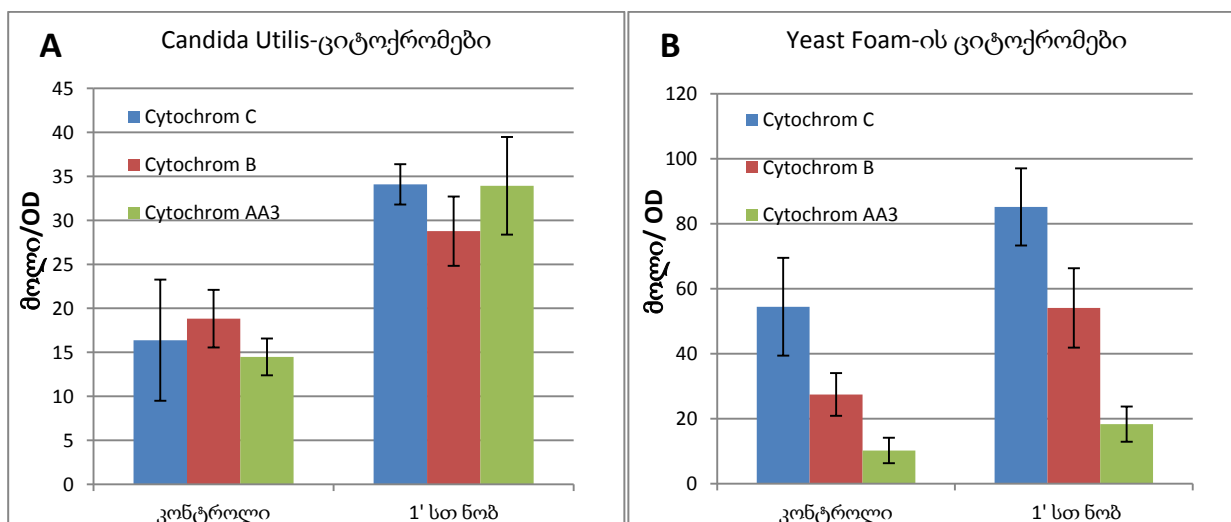 A
Candida Utilis-ციტოქრომები
45
40
35
30
25
20
15
10
5
0
მოლი/OD
Cytochrom C
Cytochrom B
Cytochrom AA3
კონტროლი
1' სთ ნობ
B
Yeast Foam-ის ციტოქრომები
120
100
80
60
40
20
0
მოლი/ OD
Cytochrom C
Cytochrom B
Cytochrom AA3
კონტროლი
1' სთ ნობ